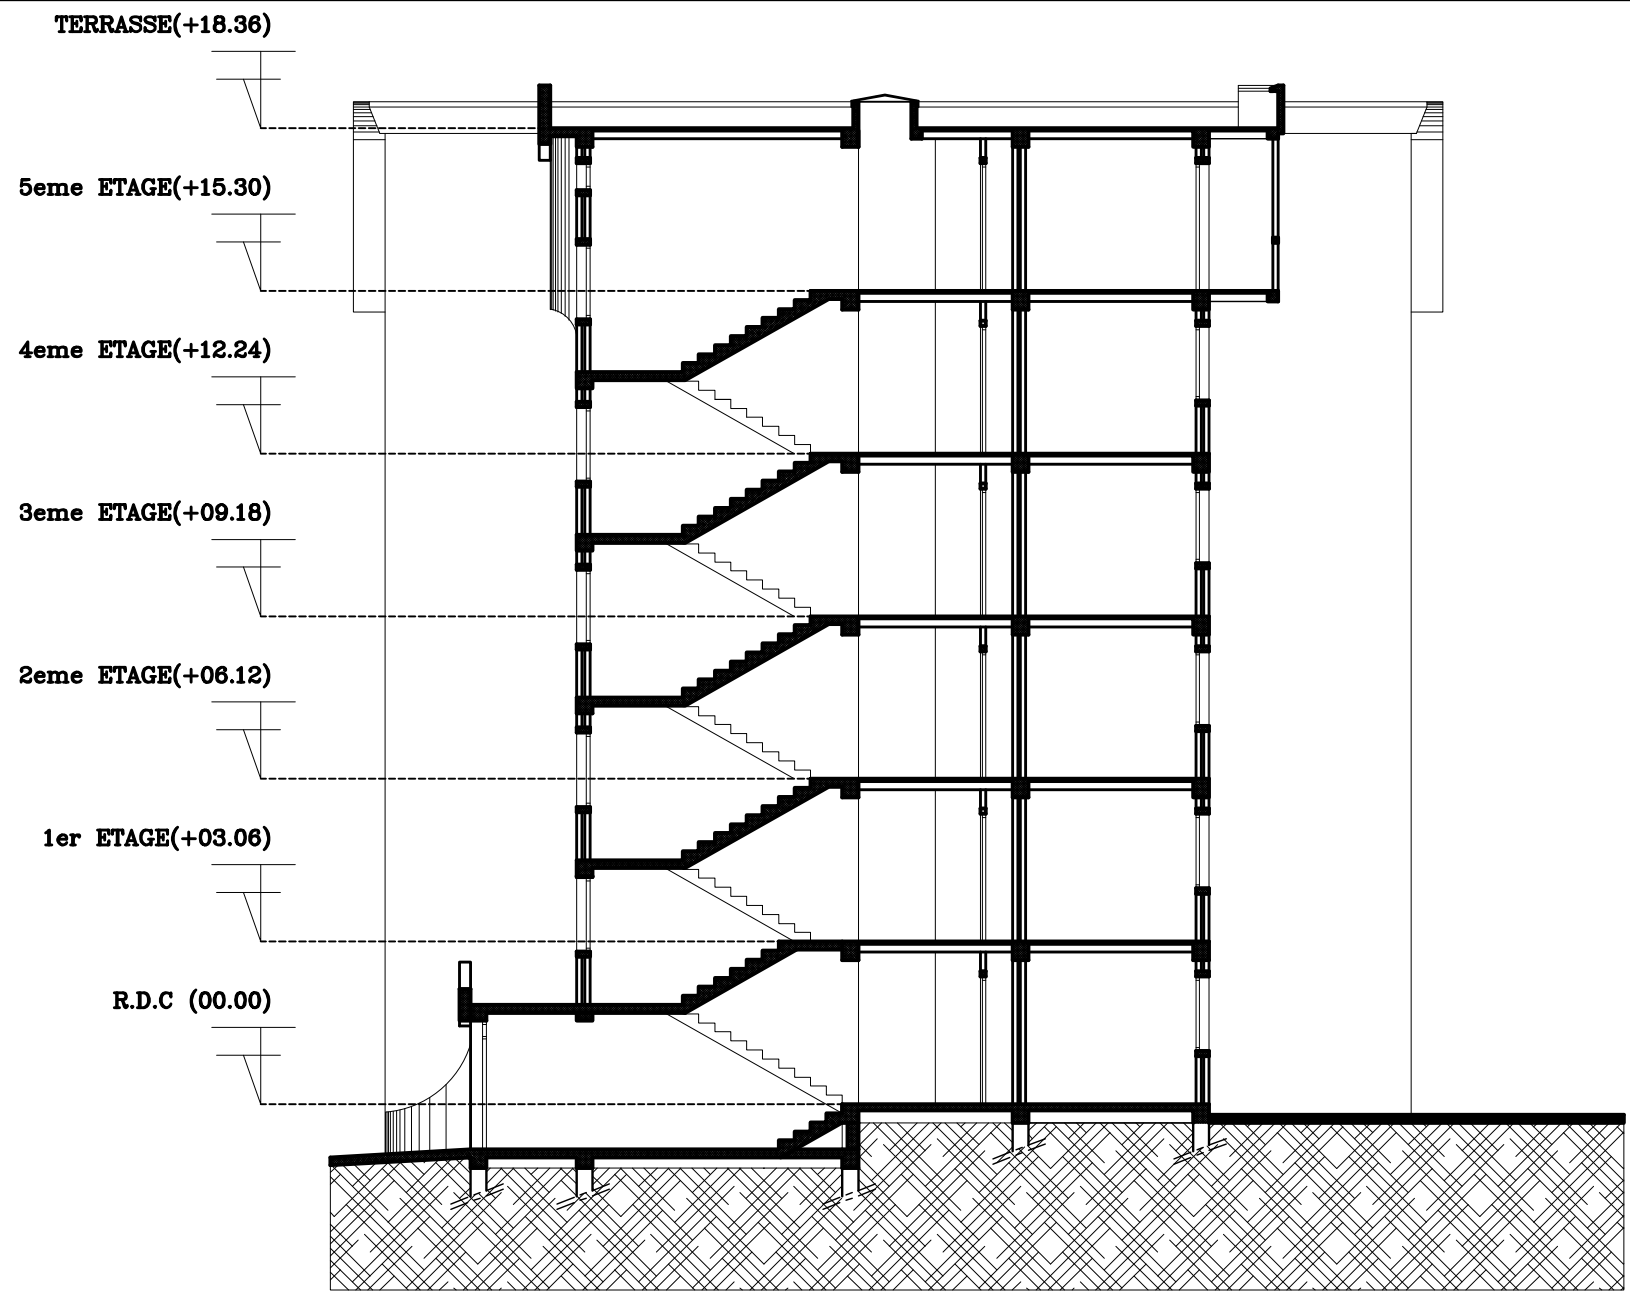 TERRASSE(+18.36)
5eme ETAGE(+15.30)
4eme ETAGE(+12.24)
3eme ETAGE(+09.18)
2eme ETAGE(+06.12)
1er ETAGE(+03.06)
R.D.C (00.00)